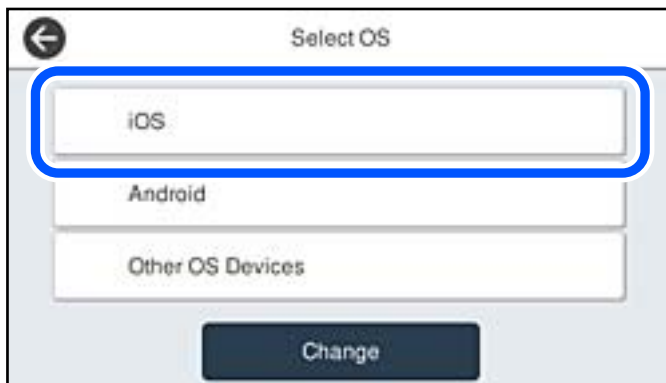 Select OS
iOS
Android
Other OS Devices
Change